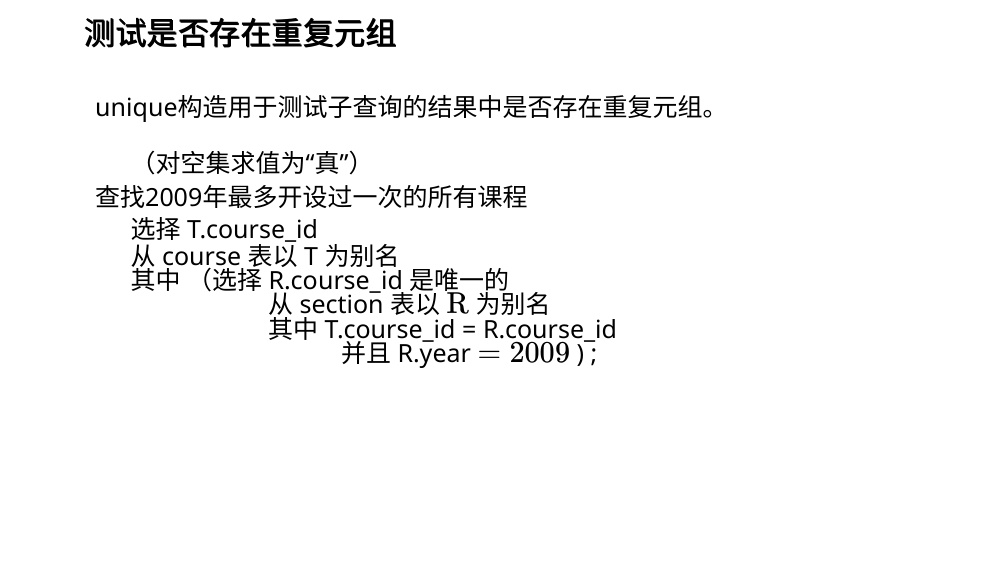 测试是否存在重复元组
unique构造用于测试子查询的结果中是否存在重复元组。
（对空集求值为“真”）
查找2009年最多开设过一次的所有课程
选择 T.course_id
从 course 表以 T 为别名
其中 （选择 R.course_id 是唯一的
从 section 表以 R 为别名
其中 T.course_id = R.course_id
并且 R.year = 2009 ) ;